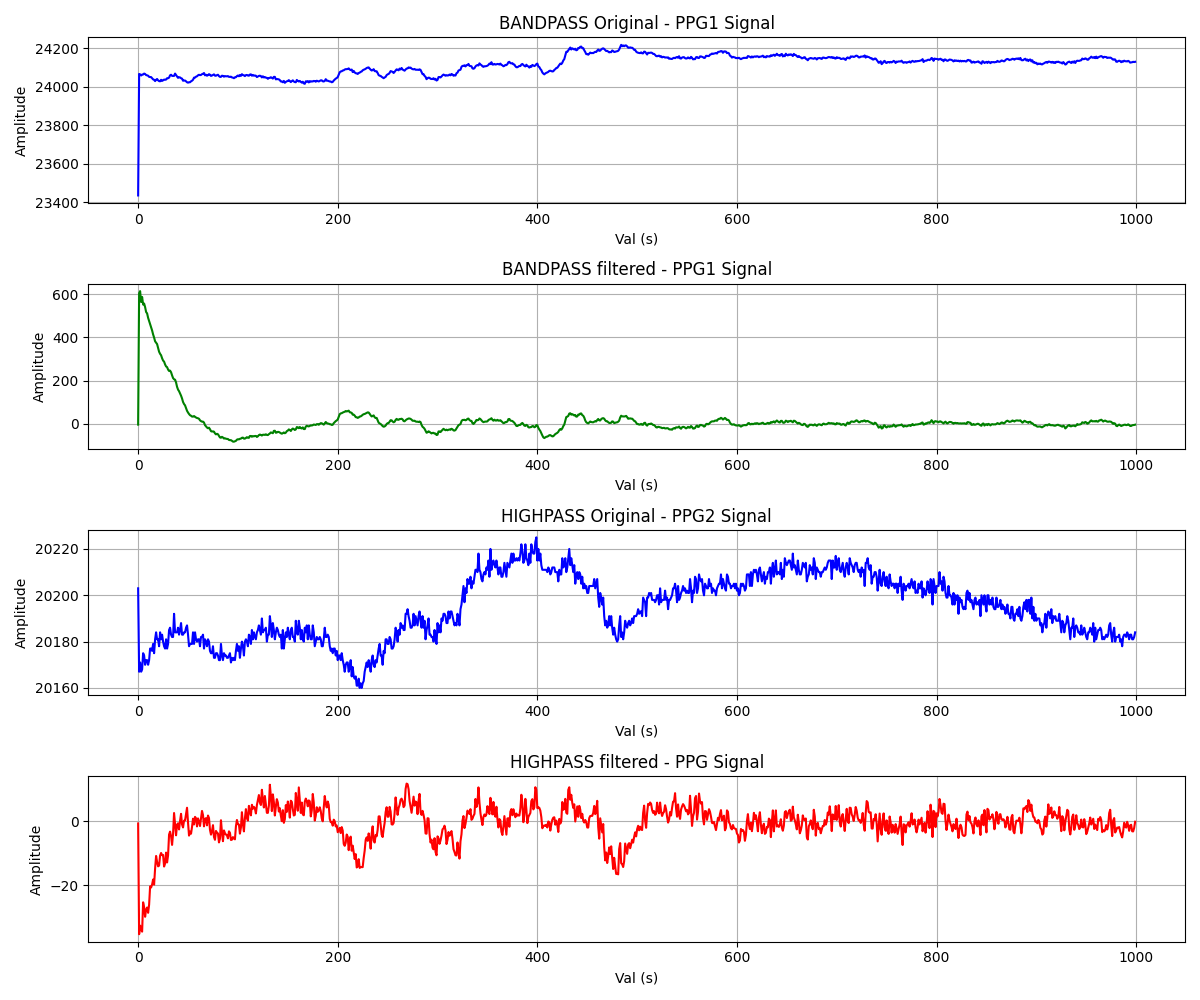 BANDPASS Original - PPG1 Signal
24200
24000
23800
23600
23400
Amplitude
0 200 400 600 800 1000
Val (s)
BANDPASS filtered - PPG1 Signal
600
400
200
0
Amplitude
0 200 400 600 800 1000
Val (s)
HIGHPASS Original - PPG2 Signal
20220
20200
20180
20160
Amplitude
0 200 400 600 800 1000
Val (s)
HIGHPASS filtered - PPG Signal
0
−20
Amplitude
0 200 400 600 800 1000
Val (s)